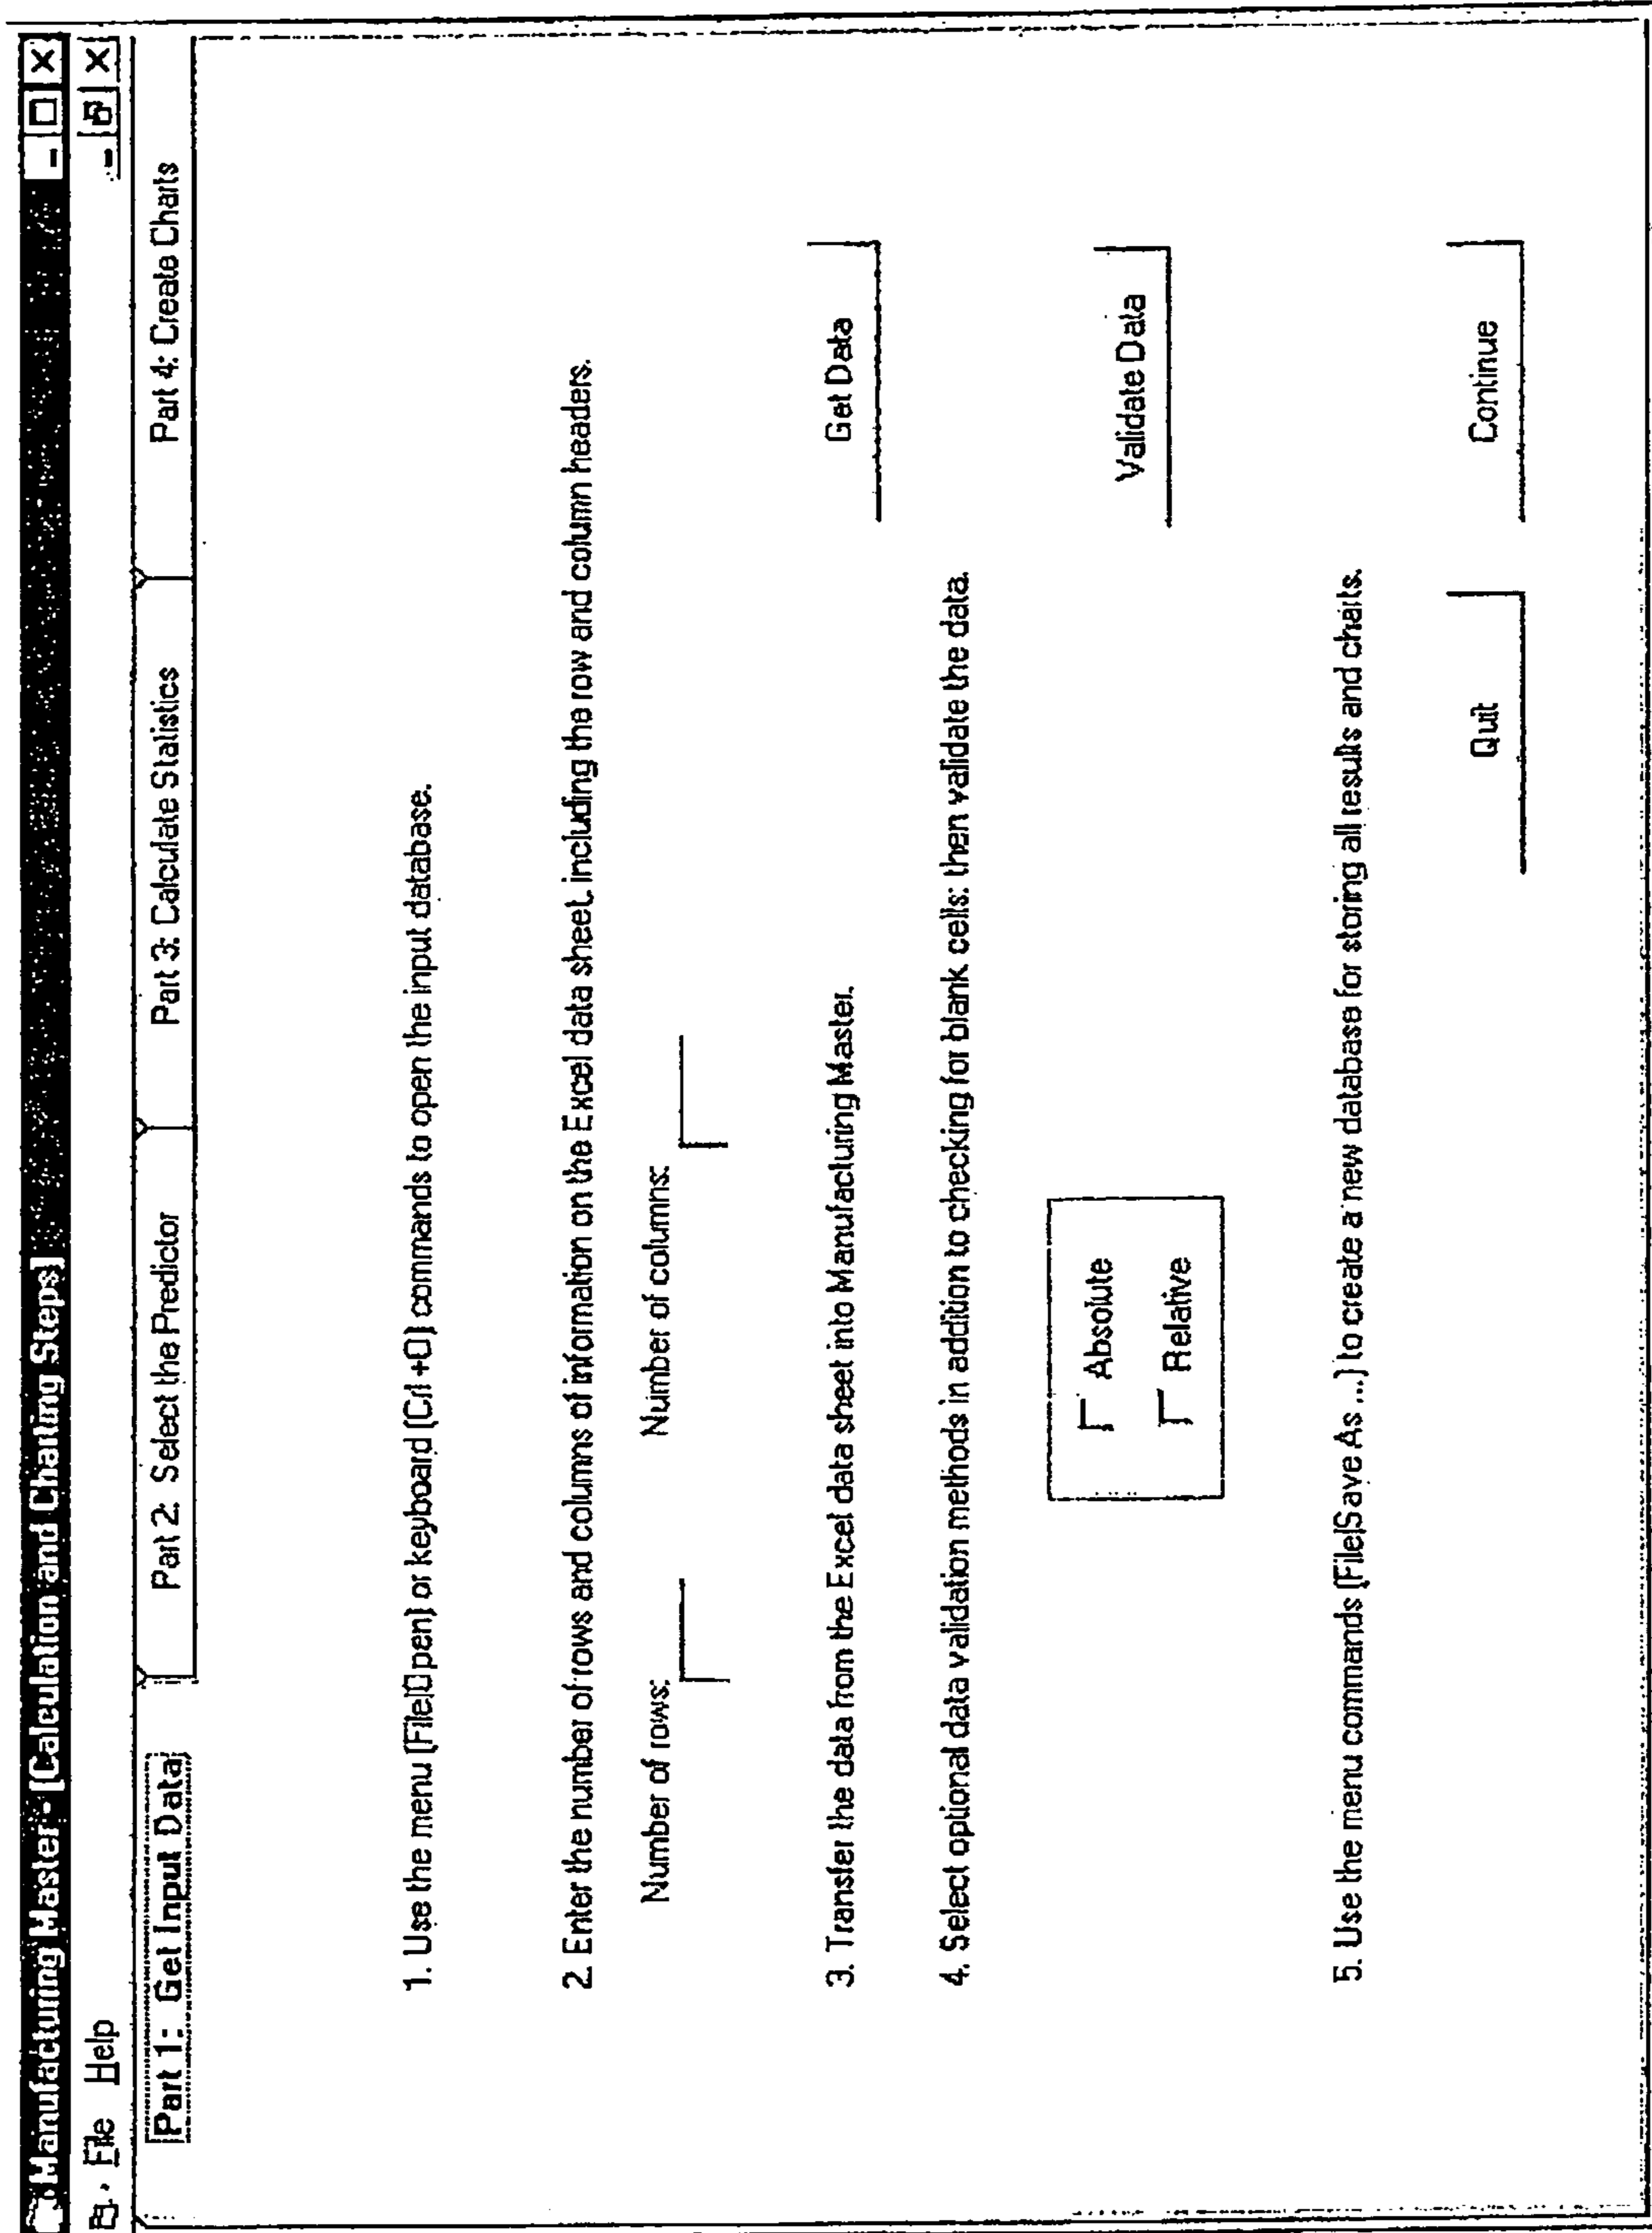 Manufacturing Master - [Calculation and Charting Steps]
File Help
Part 1: Get Input Data
Part 2: Select the Predictor
Part 3: Calculate Statistics
Part 4: Create Charts
1. Use the menu (File|Open) or keyboard (Crl +O) commands to open the input database.
2. Enter the number of rows and columns of information on the Excel data sheet, including the row and column headers.
Number of rows:
Number of columns:
3. Transfer the data from the Excel data sheet into Manufacturing Master.
Get Data
4. Select optional data validation methods in addition to checking for blank cells: then validate the data.
Absolute
Relative
Validate Data
5. Use the menu commands (File|Save As ...) to create a new database for storing all results and charts.
Quit
Continue